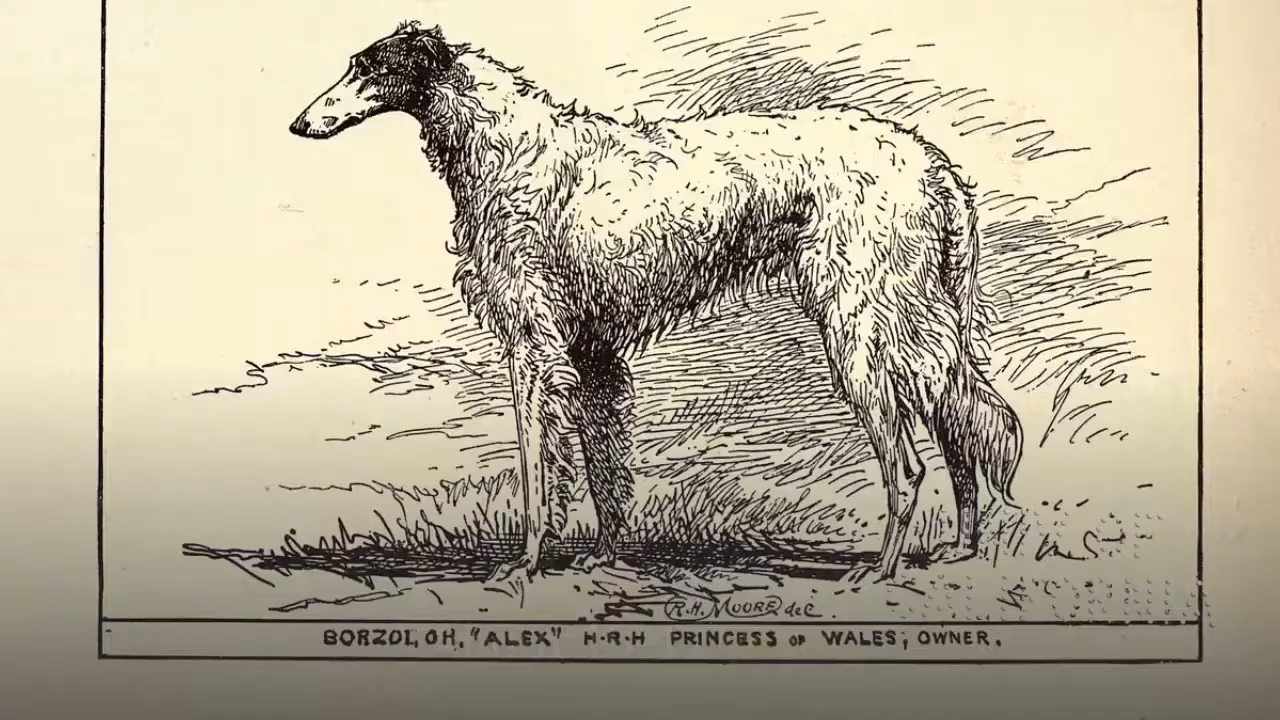 R.H. MOORE del
BORZOI, CH, "ALEX" H·R·H PRINCESS OF WALES, OWNER.